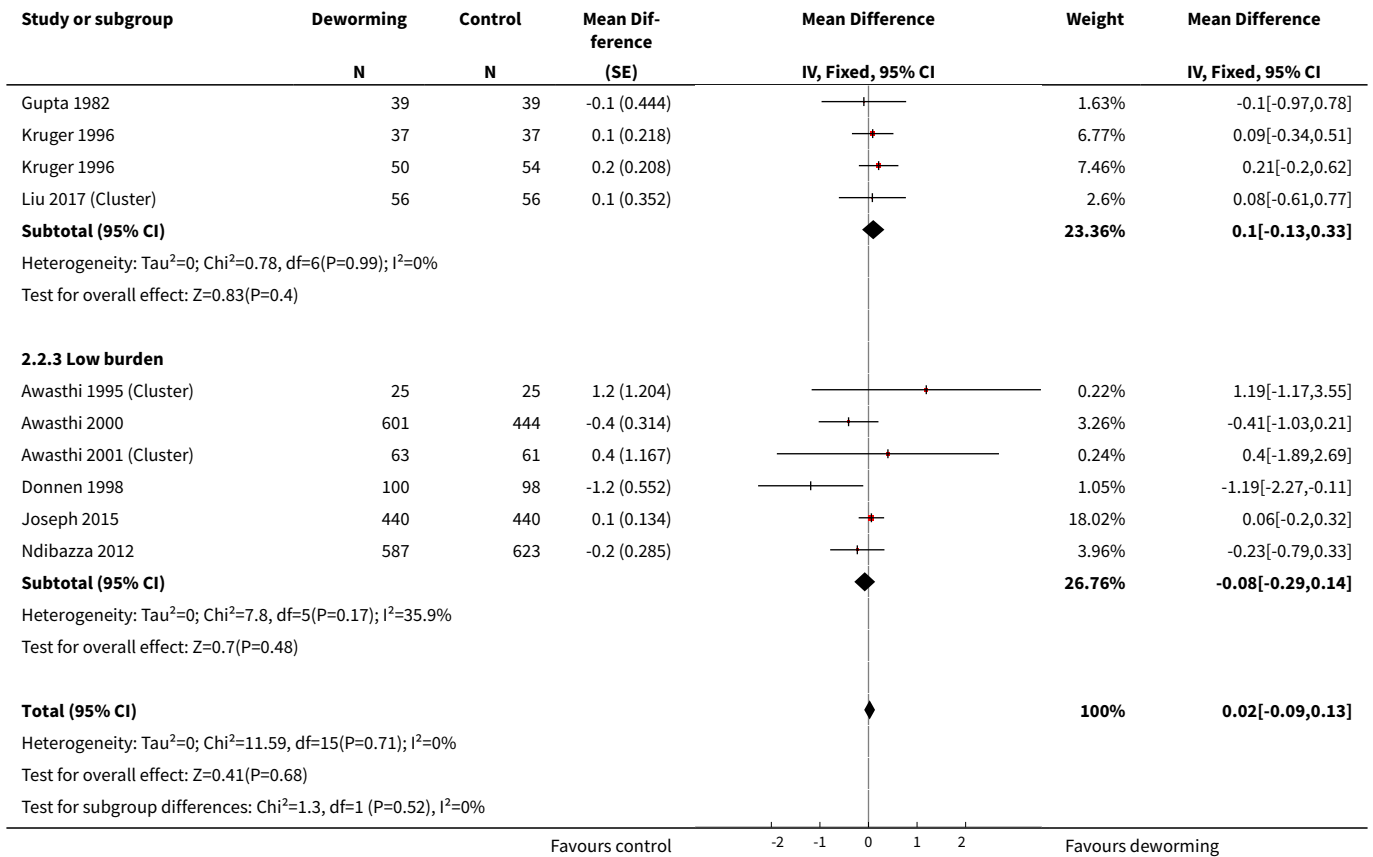 Study or subgroup Deworming Control Mean Dif- Mean Difference Weight Mean Difference
ference
N N (SE) IV, Fixed, 95% CI IV, Fixed, 95% CI
Gupta 1982 39 39 -0.1 (0.444) 1.63% -0.1[-0.97,0.78]
Kruger 1996 37 37 0.1 (0.218) 6.77% 0.09[-0.34,0.51]
Kruger 1996 50 54 0.2 (0.208) 7.46% 0.21[-0.2,0.62]
Liu 2017 (Cluster) 56 56 0.1 (0.352) 2.6% 0.08[-0.61,0.77]
Subtotal (95% CI) 23.36% 0.1[-0.13,0.33]
Heterogeneity: Tau²=0; Chi²=0.78, df=6(P=0.99); I²=0%
Test for overall effect: Z=0.83(P=0.4)
2.2.3 Low burden
Awasthi 1995 (Cluster) 25 25 1.2 (1.204) 0.22% 1.19[-1.17,3.55]
Awasthi 2000 601 444 -0.4 (0.314) 3.26% -0.41[-1.03,0.21]
Awasthi 2001 (Cluster) 63 61 0.4 (1.167) 0.24% 0.4[-1.89,2.69]
Donnen 1998 100 98 -1.2 (0.552) 1.05% -1.19[-2.27,-0.11]
Joseph 2015 440 440 0.1 (0.134) 18.02% 0.06[-0.2,0.32]
Ndibazza 2012 587 623 -0.2 (0.285) 3.96% -0.23[-0.79,0.33]
Subtotal (95% CI) 26.76% -0.08[-0.29,0.14]
Heterogeneity: Tau²=0; Chi²=7.8, df=5(P=0.17); I²=35.9%
Test for overall effect: Z=0.7(P=0.48)
Total (95% CI) 100% 0.02[-0.09,0.13]
Heterogeneity: Tau²=0; Chi²=11.59, df=15(P=0.71); I²=0%
Test for overall effect: Z=0.41(P=0.68)
Test for subgroup differences: Chi²=1.3, df=1 (P=0.52), I²=0%
Favours control -2 -1 0 1 2 Favours deworming